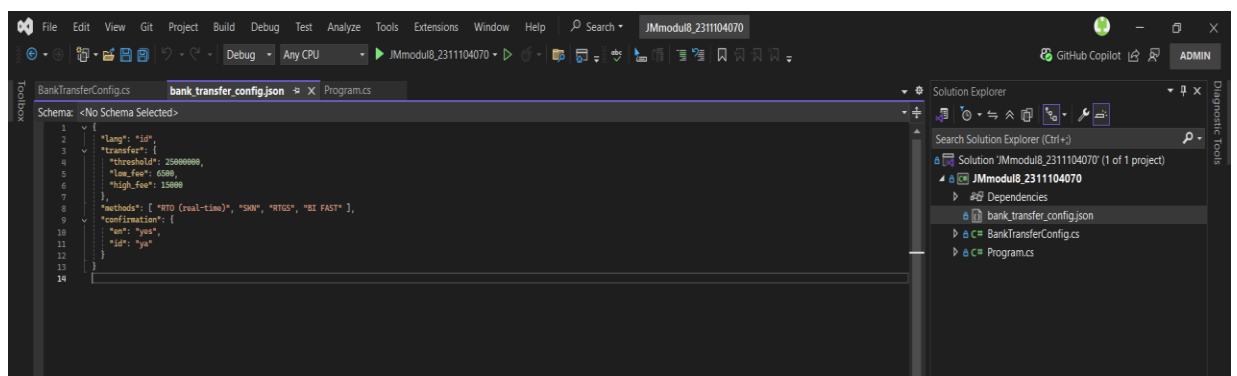 File Edit View Git Project Build Debug Test Analyze Tools Extensions Window Help Search JMmodul8_2311104070
Debug Any CPU JMmodul8_2311104070 GitHub Copilot ADMIN
Toolbox
BankTransferConfig.cs bank_transfer_config.json Program.cs
Schema: <No Schema Selected>
1 {
2 "lang": "id",
3 "transfer": {
4 "threshold": 25000000,
5 "low_fee": 6500,
6 "high_fee": 15000
7 },
8 "methods": [ "RTO (real-time)", "SKN", "RTGS", "BI FAST" ],
9 "confirmation": {
10 "en": "yes",
11 "id": "ya"
12 }
13 }
14
Solution Explorer
Search Solution Explorer (Ctrl+;)
Solution 'JMmodul8_2311104070' (1 of 1 project)
JMmodul8_2311104070
Dependencies
bank_transfer_config.json
C# BankTransferConfig.cs
C# Program.cs
Diagnostic Tools